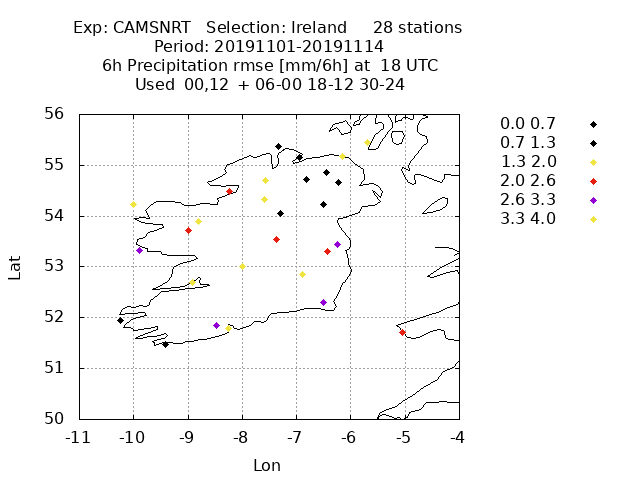 Exp: CAMSNRT   Selection: Ireland     28 stations
Period: 20191101-20191114
6h Precipitation rmse [mm/6h] at  18 UTC
Used  00,12  + 06-00 18-12 30-24
56
55
54
53
52
51
50
-11 -10 -9 -8 -7 -6 -5 -4
Lat
Lon
0.0 0.7
0.7 1.3
1.3 2.0
2.0 2.6
2.6 3.3
3.3 4.0